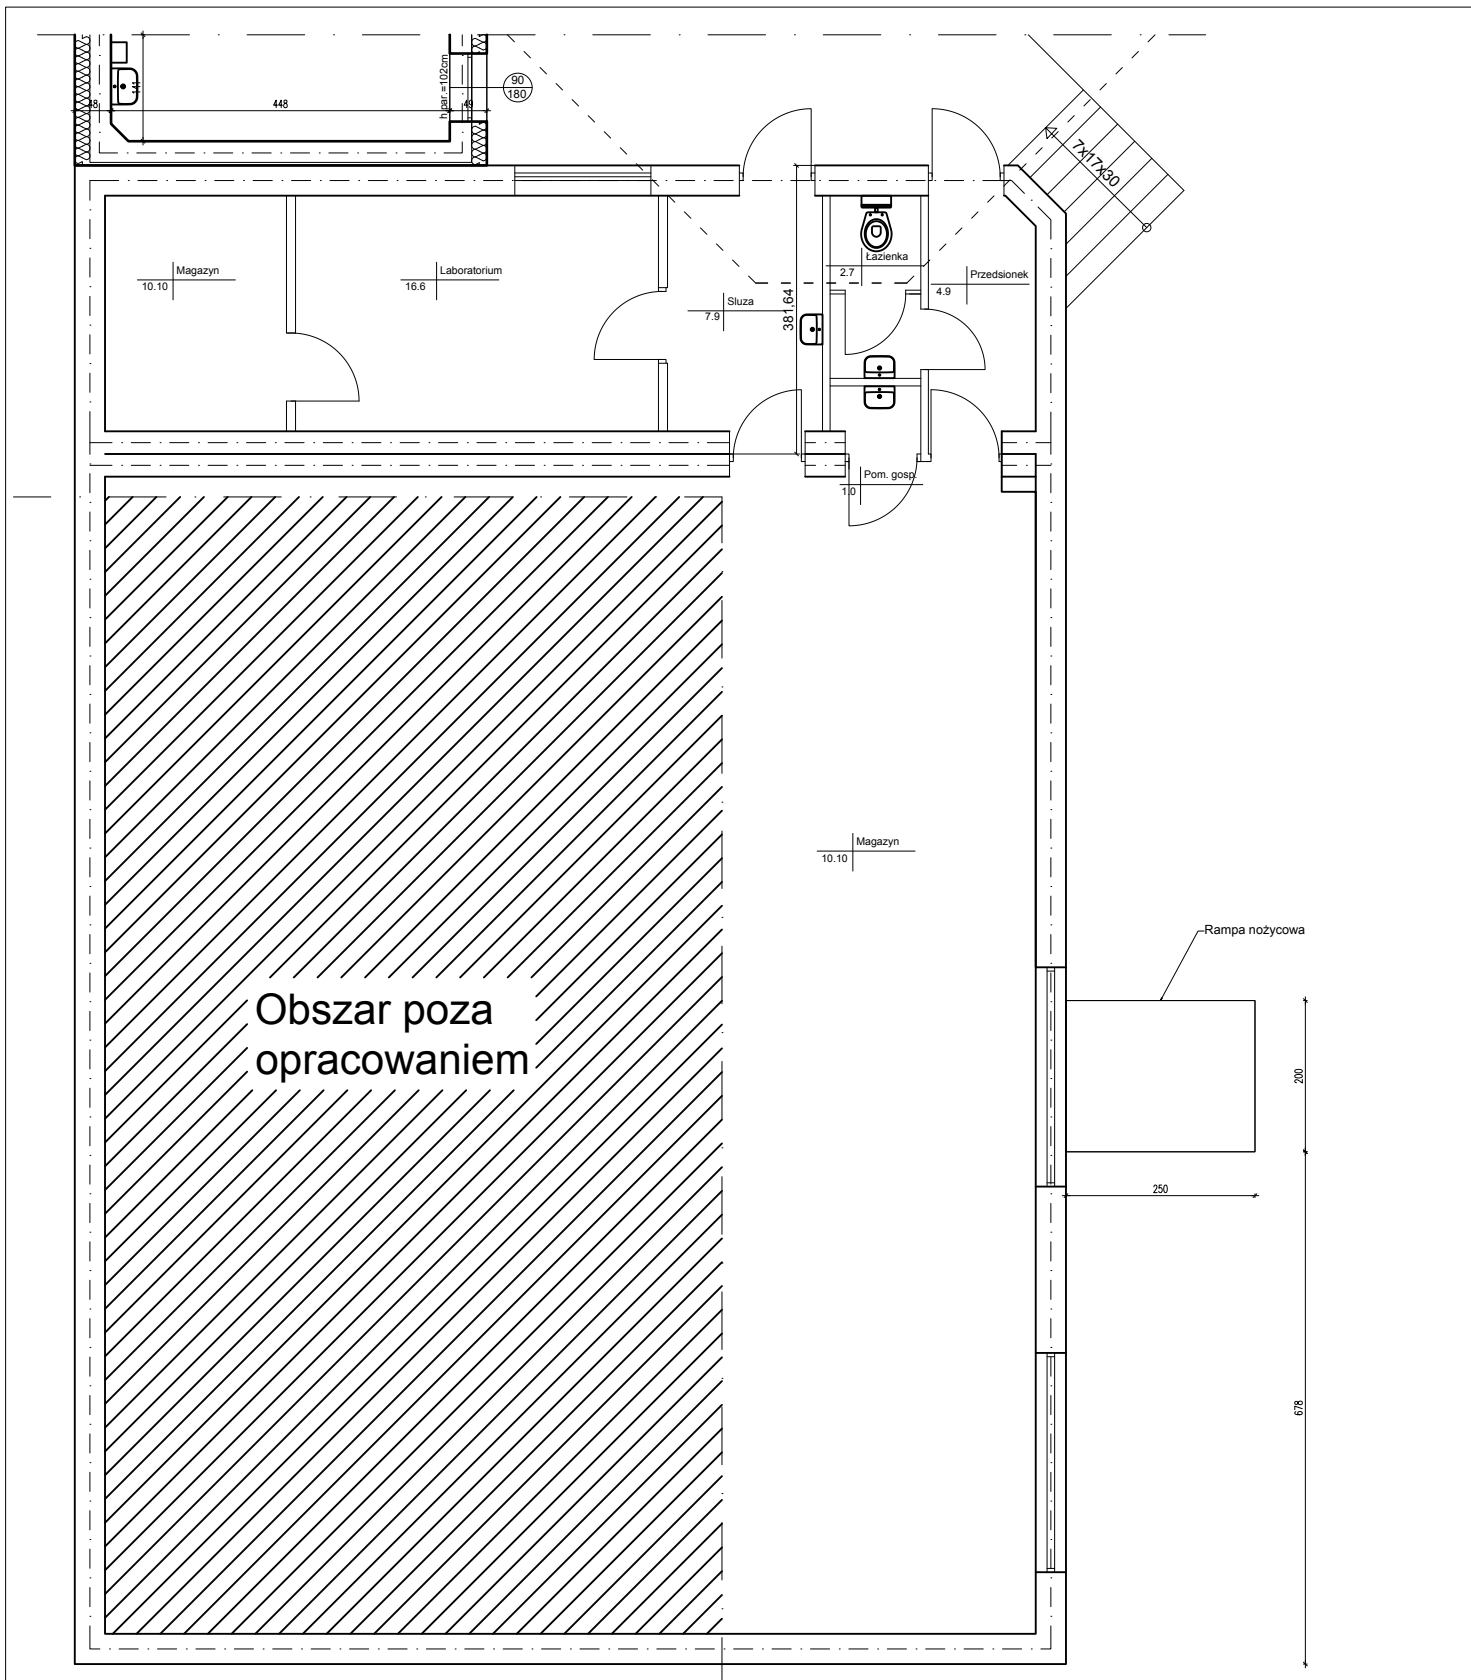 90
180
h.par.=102cm
141
48
448
49
7x17x30
Magazyn
10.10
Laboratorium
16.6
Sluza
7.9
381,64
Łazienka
2.7
Przedsionek
4.9
Pom. gosp.
1.0
Magazyn
10.10
Rampa nożycowa
Obszar poza
opracowaniem
200
250
678